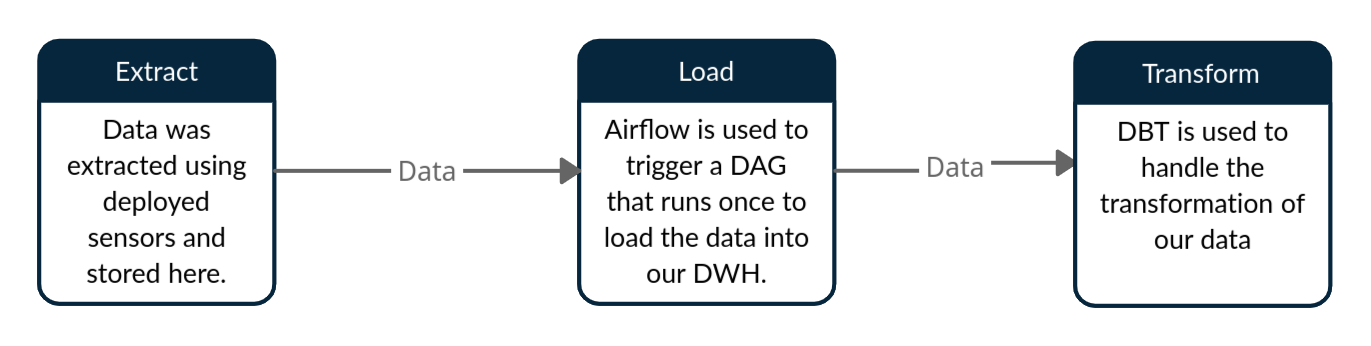 Extract
Data was
extracted using
deployed
sensors and
stored here.
Data
Load
Airflow is used to
trigger a DAG
that runs once to
load the data into
our DWH.
Data
Transform
DBT is used to
handle the
transformation of
our data